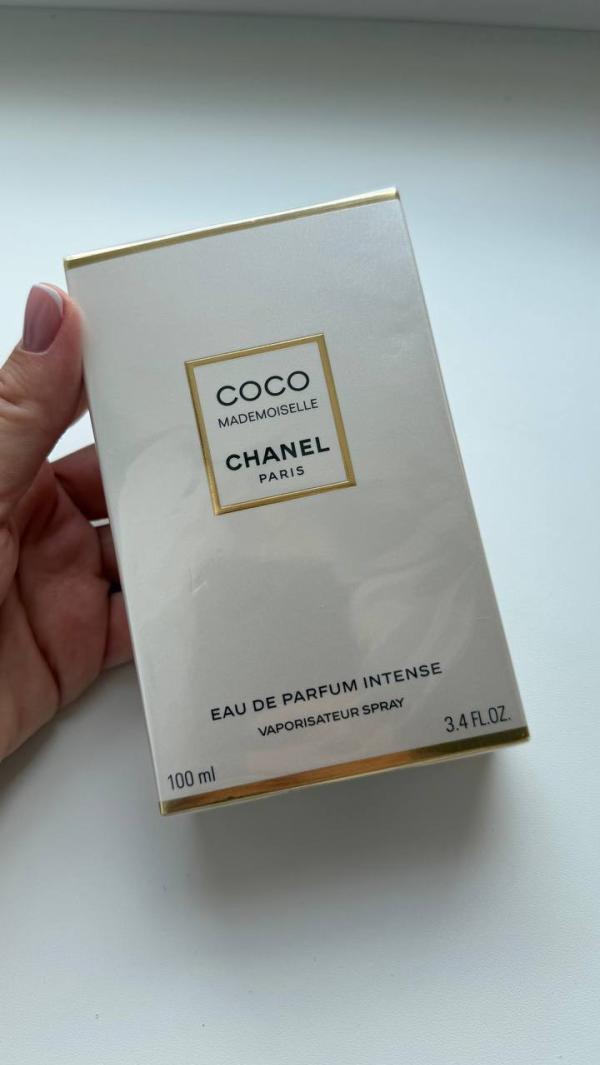 COCO
MADEMOISELLE
CHANEL
PARIS
EAU DE PARFUM INTENSE
VAPORISATEUR SPRAY
100 ml 3.4 FL.OZ.